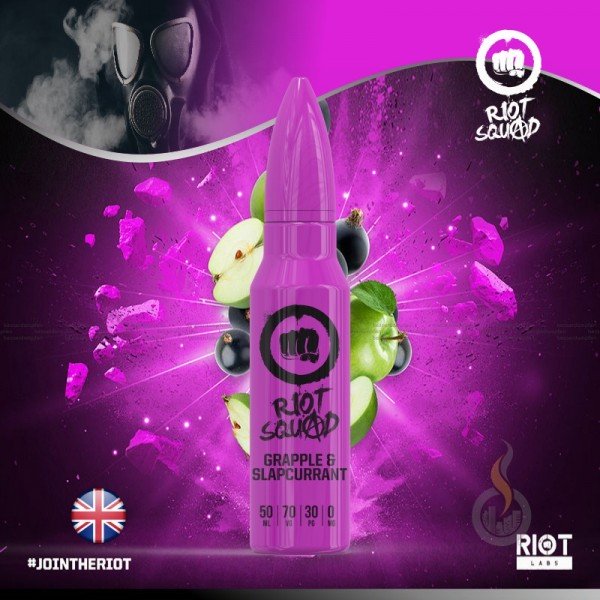 RIOT
SQUAD
RIOT
SQUAD
GRAPPLE &
SLAPCURRANT
50 | 70 | 30 | 0
ML | VG | PG | MG
#JOINTHERIOT
RIOT
LABS